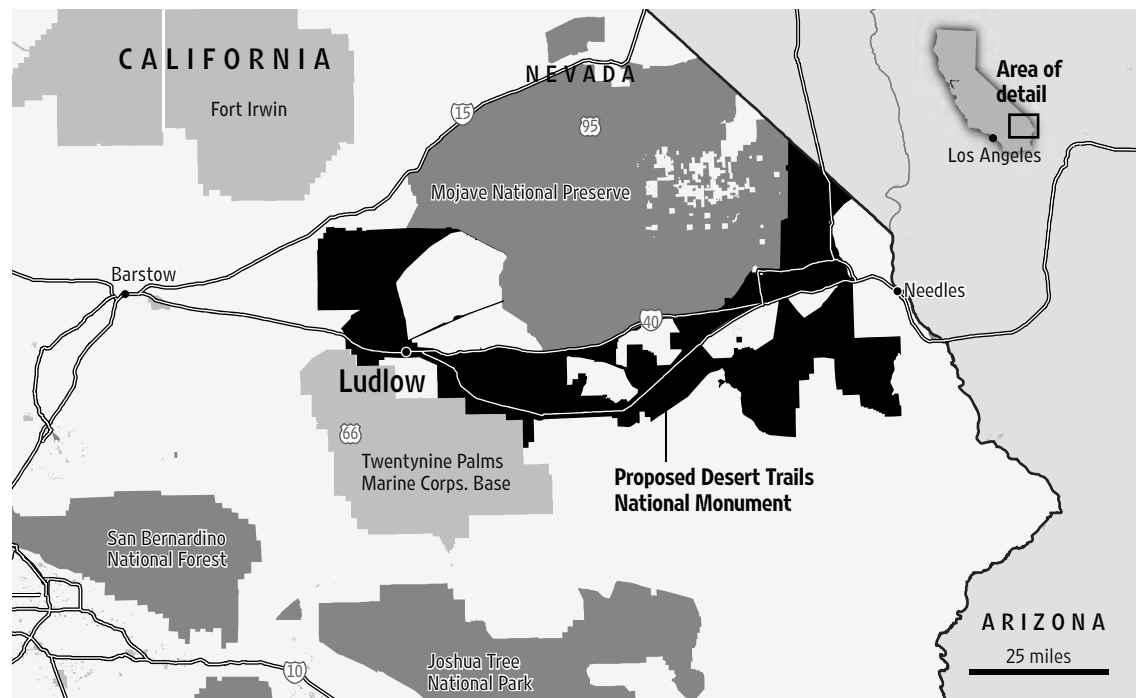 CALIFORNIA
NEVADA
Fort Irwin
15
95
Area of
detail
Los Angeles
Mojave National Preserve
Barstow
Needles
40
Ludlow
66
Twentynine Palms
Marine Corps. Base
Proposed Desert Trails
National Monument
San Bernardino
National Forest
ARIZONA
25 miles
Joshua Tree
National Park
10